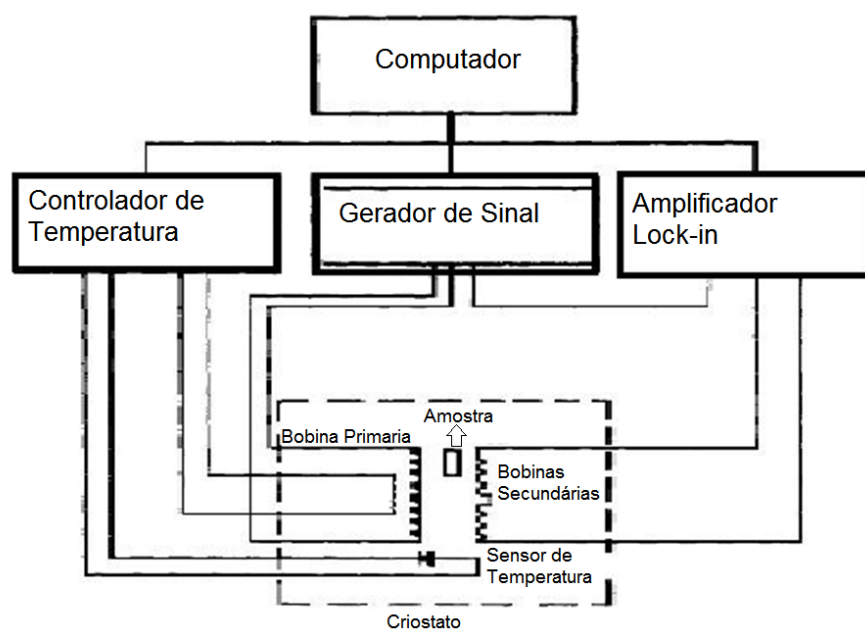 Computador
Controlador de
Temperatura
Gerador de Sinal
Amplificador
Lock-in
Amostra
Bobina Primaria
Bobinas
Secundárias
Sensor de
Temperatura
Criostato